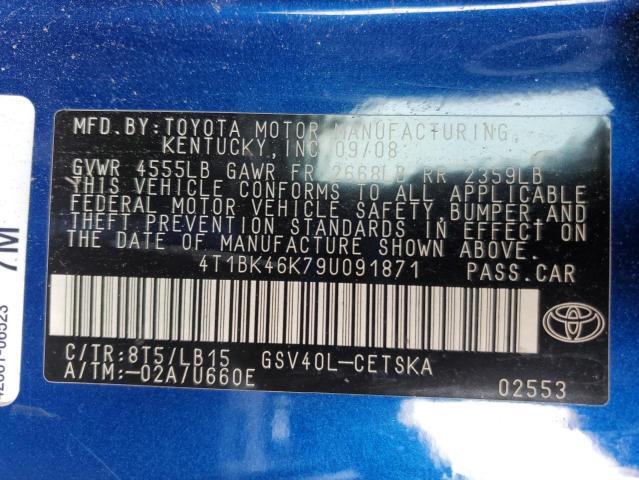 MFD.BY:TOYOTA MOTOR MANUFACTURING,
KENTUCKY,INC 09/08
GVWR 4555LB GAWR FR 2668LB RR 2359LB
THIS VEHICLE CONFORMS TO ALL APPLICABLE
FEDERAL MOTOR VEHICLE SAFETY,BUMPER,AND
THEFT PREVENTION STANDARDS IN EFFECT ON
THE DATE OF MANUFACTURE SHOWN ABOVE.
4T1BK46K79U091871 PASS.CAR
C/TR:8T5/LB15 GSV40L-CETSKA
A/TM:-02A7U660E
02553
TOYOTA
7M